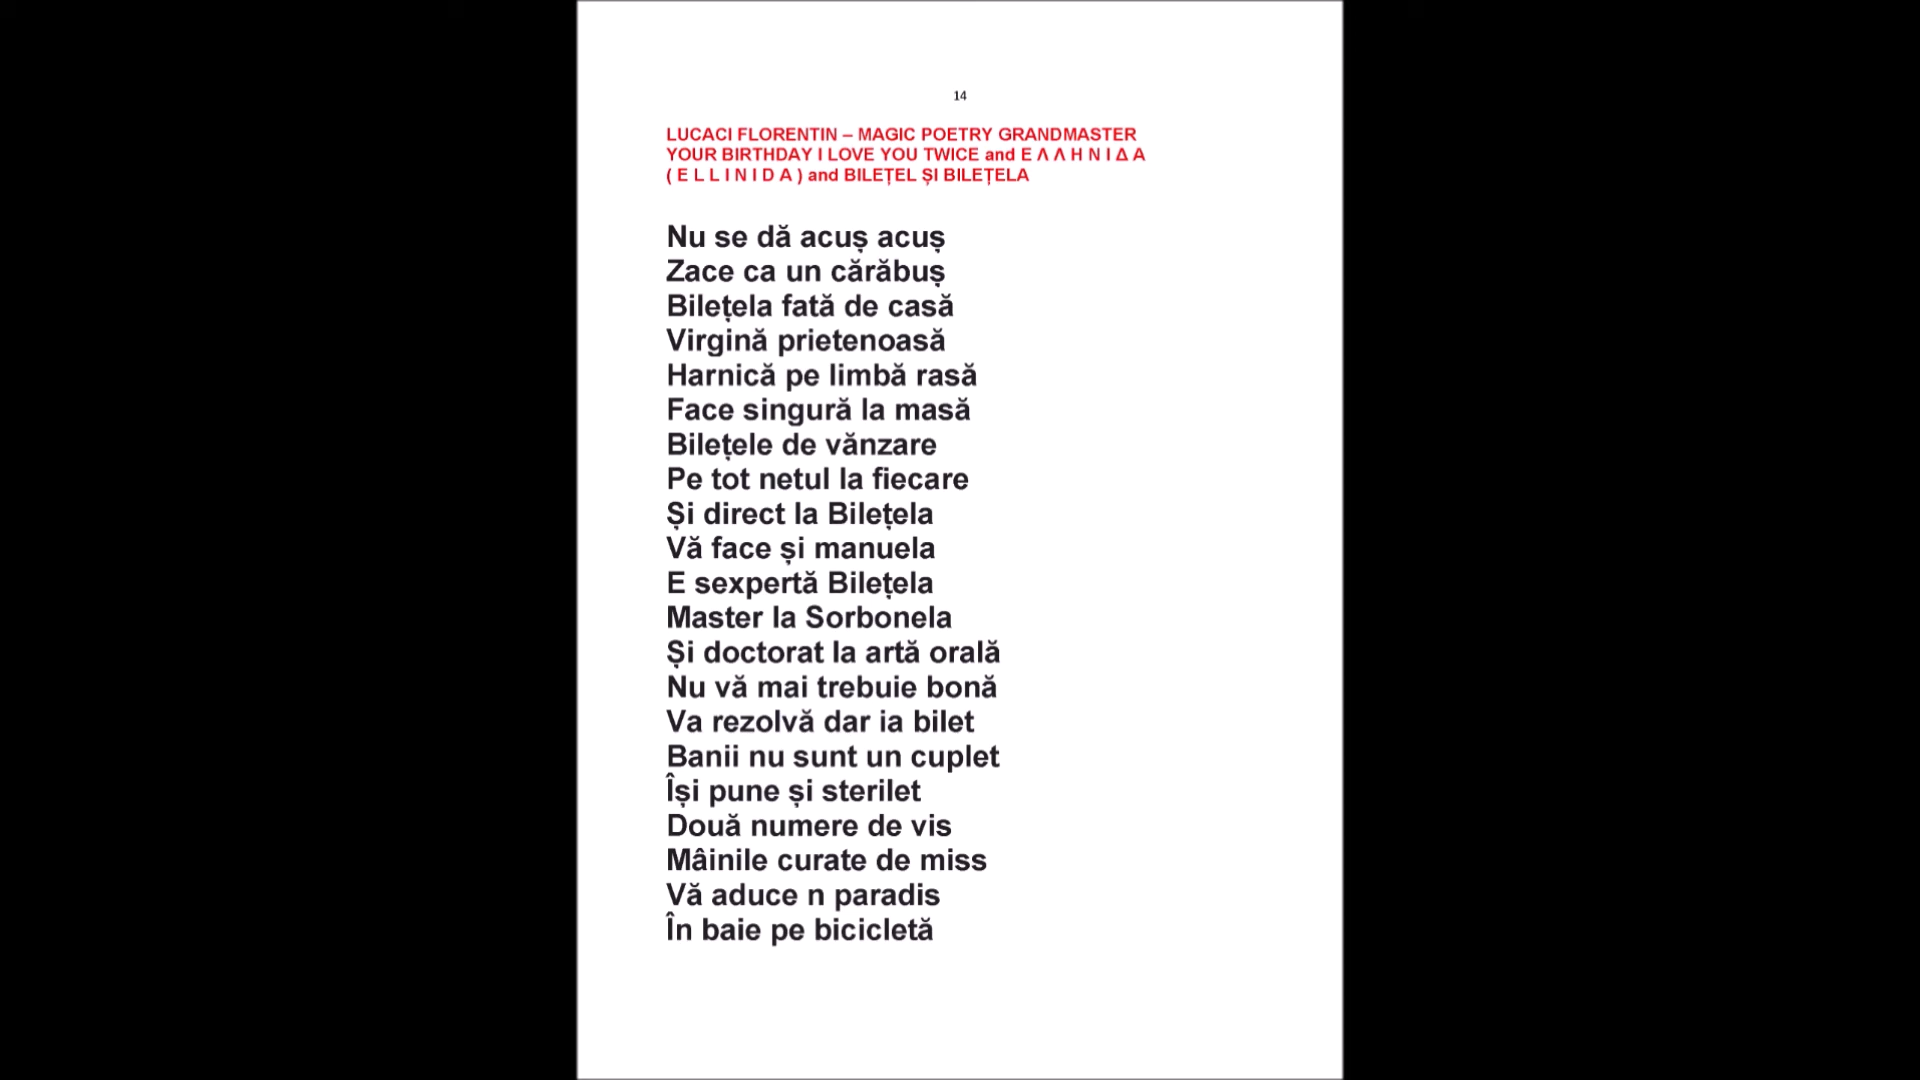 14
LUCACI FLORENTIN – MAGIC POETRY GRANDMASTER
YOUR BIRTHDAY I LOVE YOU TWICE and Ε Λ Λ Η Ν Ι Δ Α
( E L L I N I D A ) and BILEȚEL ȘI BILEȚELA
Nu se dă acuș acuș
Zace ca un cărăbuș
Bilețela fată de casă
Virgină prietenoasă
Harnică pe limbă rasă
Face singură la masă
Bilețele de vănzare
Pe tot netul la fiecare
Și direct la Bilețela
Vă face și manuela
E sexpertă Bilețela
Master la Sorbonela
Și doctorat la artă orală
Nu vă mai trebuie bonă
Va rezolvă dar ia bilet
Banii nu sunt un cuplet
Își pune și sterilet
Două numere de vis
Mâinile curate de miss
Vă aduce n paradis
În baie pe bicicletă